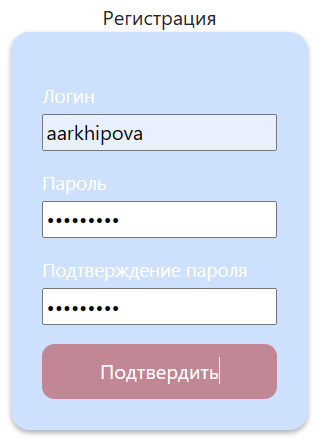 Регистрация
Логин
aarkhipova
Пароль
•••••••••
Подтверждение пароля
•••••••••
Подтвердить